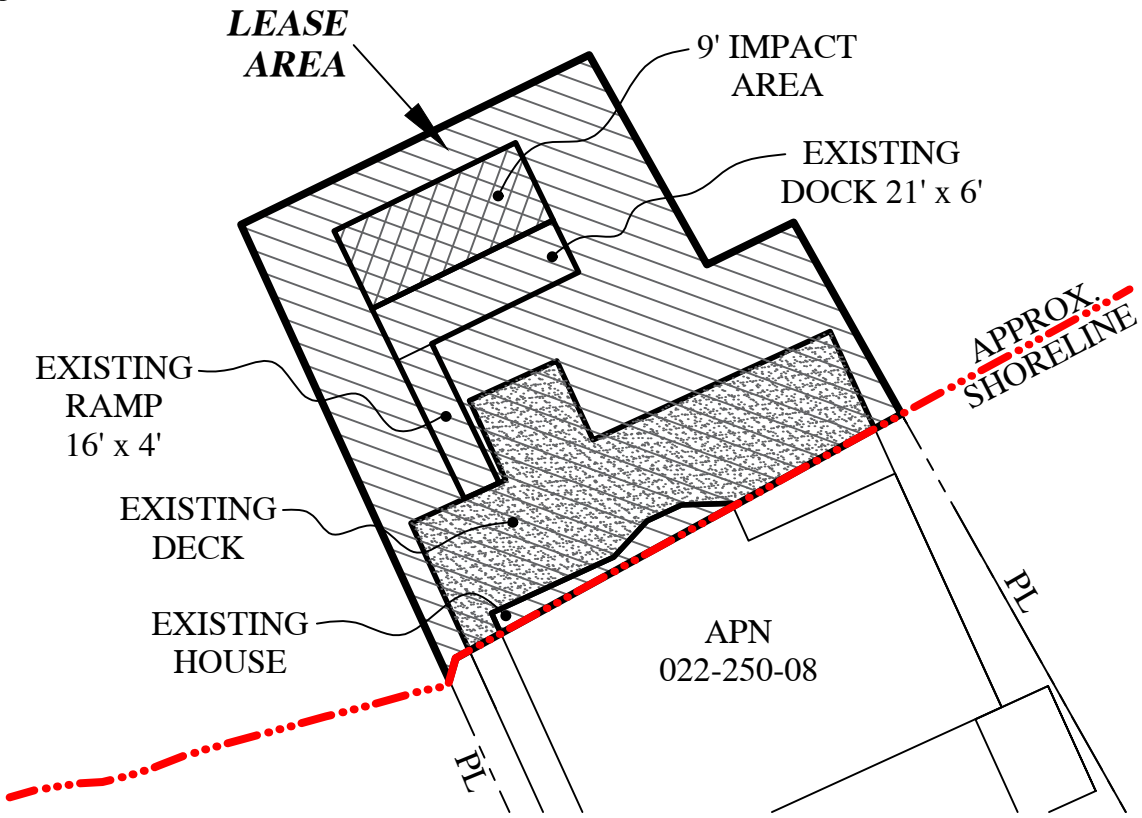 LEASE
AREA
9' IMPACT
AREA
EXISTING
DOCK 21' x 6'
APPROX.
SHORELINE
EXISTING
RAMP
16' x 4'
EXISTING
DECK
EXISTING
HOUSE
APN
022-250-08
PL
PL